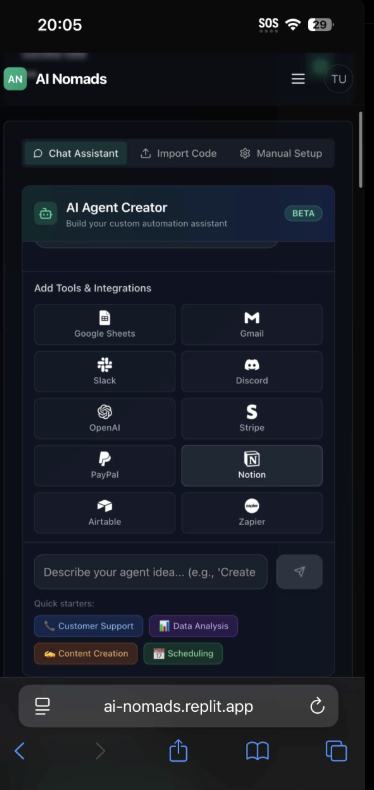 20:05
SOS
29
AN AI Nomads
TU
Chat Assistant
Import Code
Manual Setup
AI Agent Creator
Build your custom automation assistant
BETA
Add Tools & Integrations
Google Sheets
M
Gmail
Slack
Discord
OpenAI
S
Stripe
PayPal
N
Notion
Airtable
zapier
Zapier
Describe your agent idea... (e.g., 'Create
Quick starters:
📞 Customer Support
📊 Data Analysis
✍️ Content Creation
📅 Scheduling
ai-nomads.replit.app